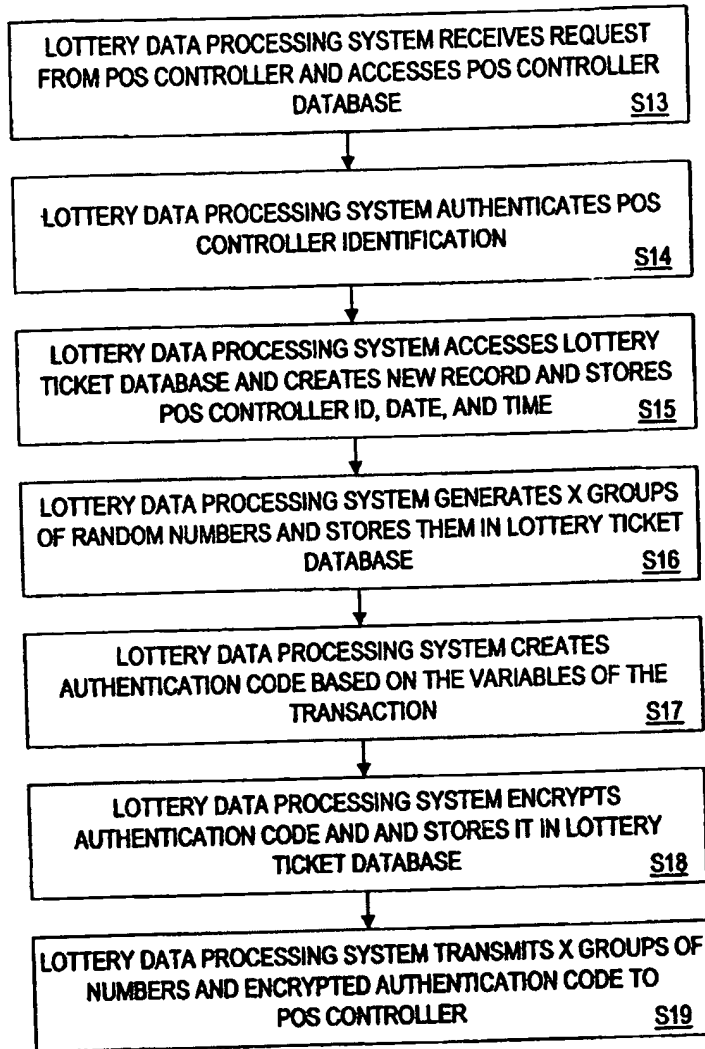 LOTTERY DATA PROCESSING SYSTEM RECEIVES REQUEST
FROM POS CONTROLLER AND ACCESSES POS CONTROLLER
DATABASE S13
LOTTERY DATA PROCESSING SYSTEM AUTHENTICATES POS
CONTROLLER IDENTIFICATION
S14
LOTTERY DATA PROCESSING SYSTEM ACCESSES LOTTERY
TICKET DATABASE AND CREATES NEW RECORD AND STORES
POS CONTROLLER ID, DATE, AND TIME S15
LOTTERY DATA PROCESSING SYSTEM GENERATES X GROUPS
OF RANDOM NUMBERS AND STORES THEM IN LOTTERY TICKET
DATABASE S16
LOTTERY DATA PROCESSING SYSTEM CREATES
AUTHENTICATION CODE BASED ON THE VARIABLES OF THE
TRANSACTION S17
LOTTERY DATA PROCESSING SYSTEM ENCRYPTS
AUTHENTICATION CODE AND AND STORES IT IN LOTTERY
TICKET DATABASE S18
LOTTERY DATA PROCESSING SYSTEM TRANSMITS X GROUPS OF
NUMBERS AND ENCRYPTED AUTHENTICATION CODE TO
POS CONTROLLER S19